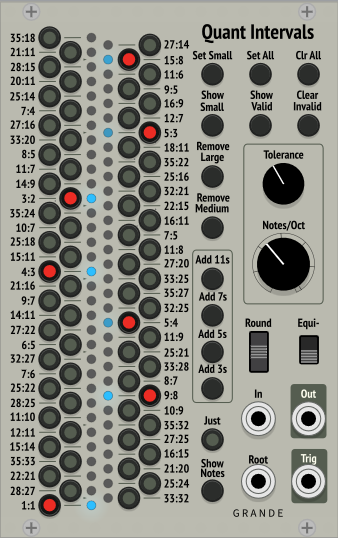 Quant Intervals
35:18
21:11
28:15
20:11
25:14
7:4
27:16
33:20
8:5
11:7
14:9
3:2
35:24
10:7
25:18
15:11
4:3
21:16
9:7
14:11
27:22
6:5
32:27
7:6
25:22
28:25
11:10
12:11
15:14
35:33
22:21
28:27
1:1
27:14
15:8
11:6
9:5
16:9
12:7
5:3
18:11
35:22
25:16
32:21
22:15
16:11
7:5
11:8
27:20
33:25
35:27
32:25
5:4
11:9
25:21
33:28
8:7
9:8
10:9
35:32
27:25
16:15
21:20
25:24
33:32
Set Small
Set All
Clr All
Show
Small
Show
Valid
Clear
Invalid
Remove
Large
Remove
Medium
Tolerance
Notes/Oct
Add 11s
Add 7s
Add 5s
Add 3s
Round
Equi-
Just
In
Out
Show
Notes
Root
Trig
GRANDE